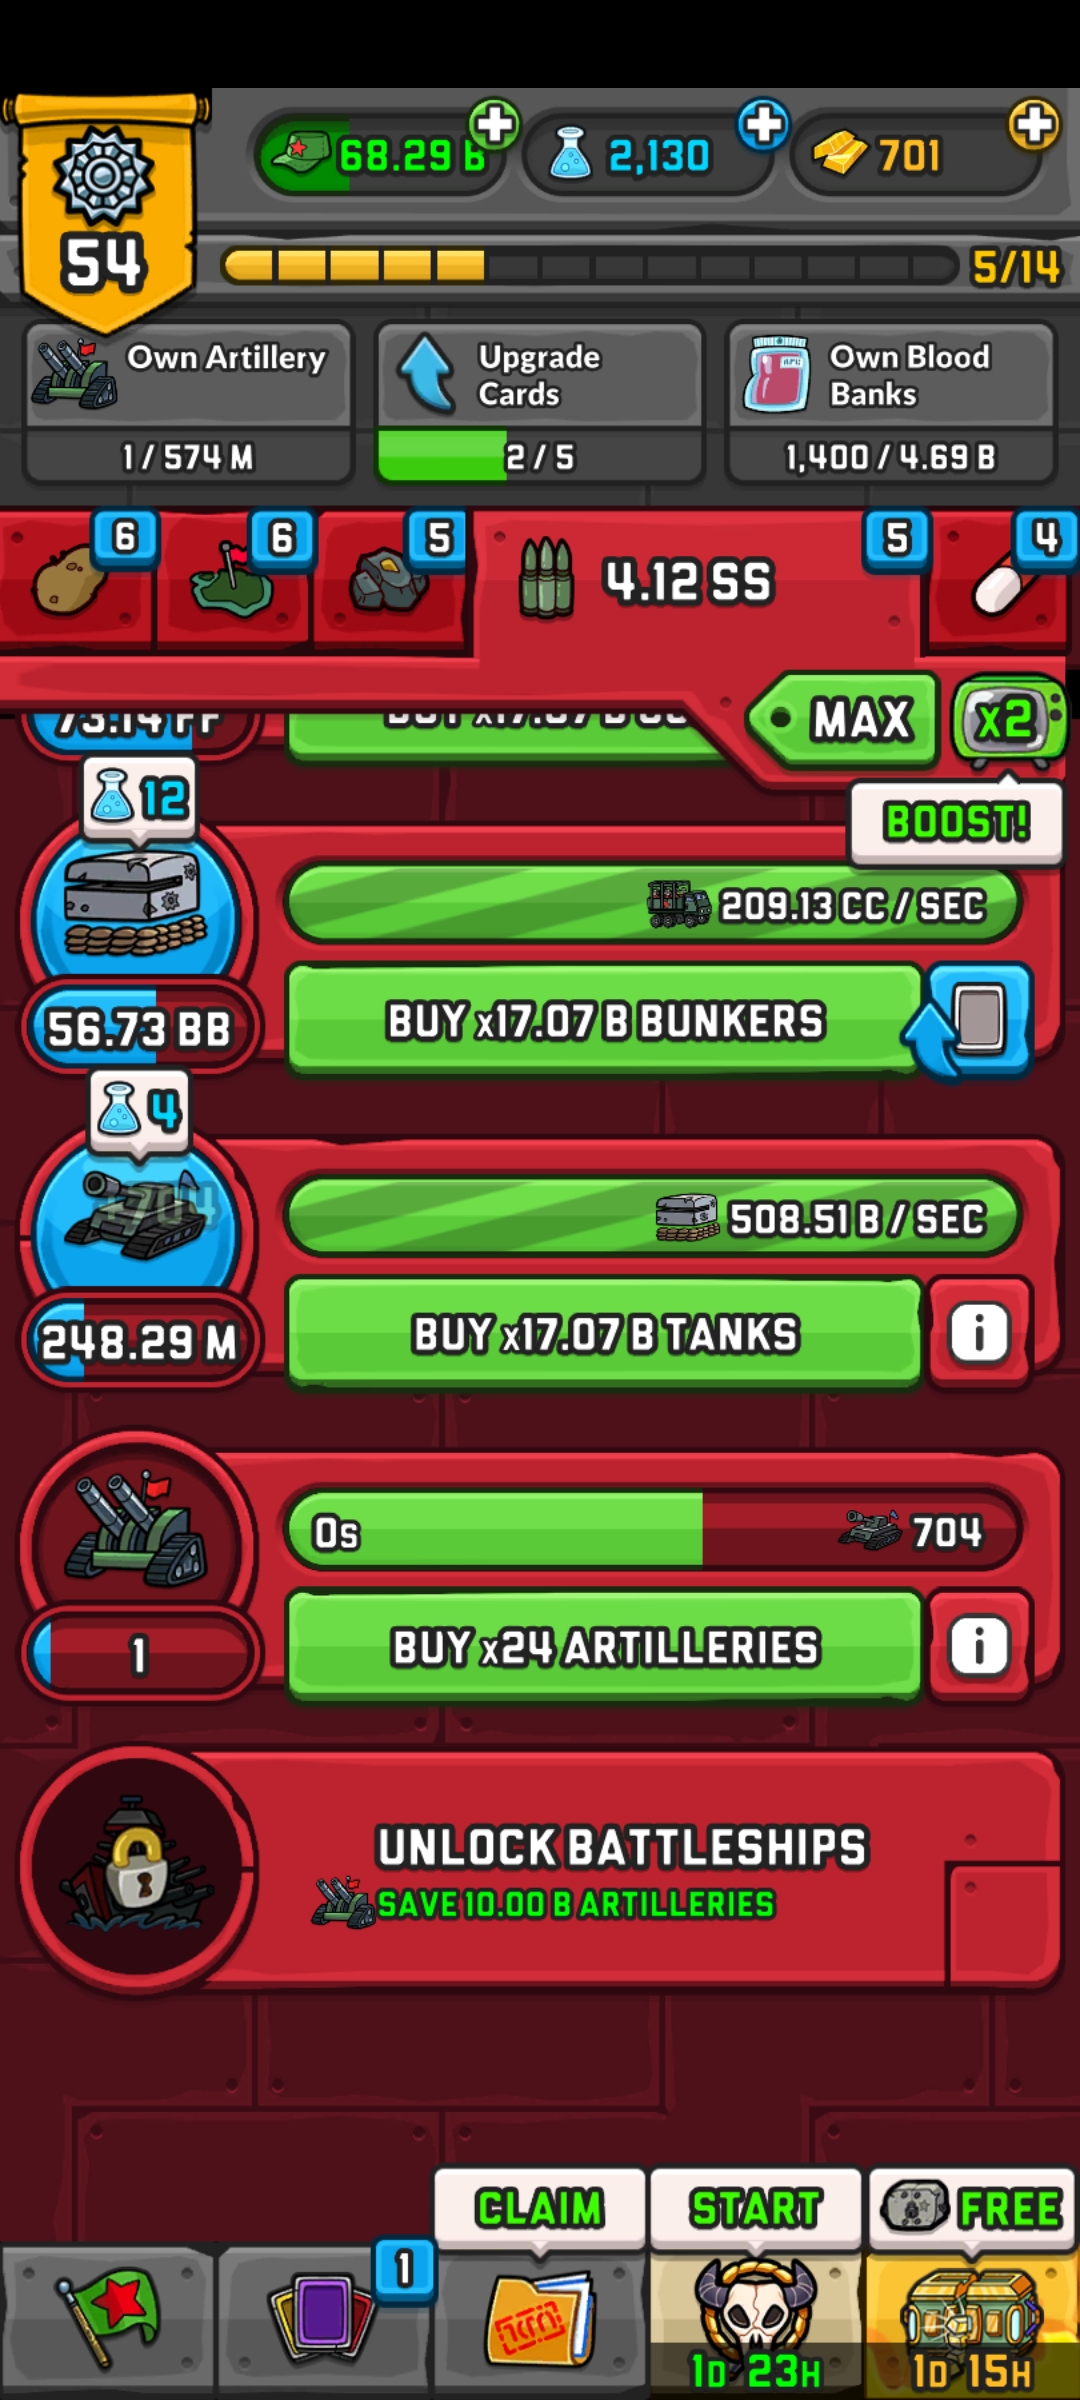 54
68.29 B
2,130
701
5/14
Own Artillery
1 / 574 M
Upgrade
Cards
2 / 5
Own Blood
Banks
1,400 / 4.69 B
6
6
5
4.12 SS
5
4
MAX
x2
BOOST!
73.14 FF
12
209.13 CC / SEC
56.73 BB
BUY x17.07 B BUNKERS
4
x704
508.51 B / SEC
248.29 M
BUY x17.07 B TANKS
i
0s
704
1
BUY x24 ARTILLERIES
i
UNLOCK BATTLESHIPS
SAVE 10.00 B ARTILLERIES
CLAIM
START
FREE
1
1D 23H
1D 15H